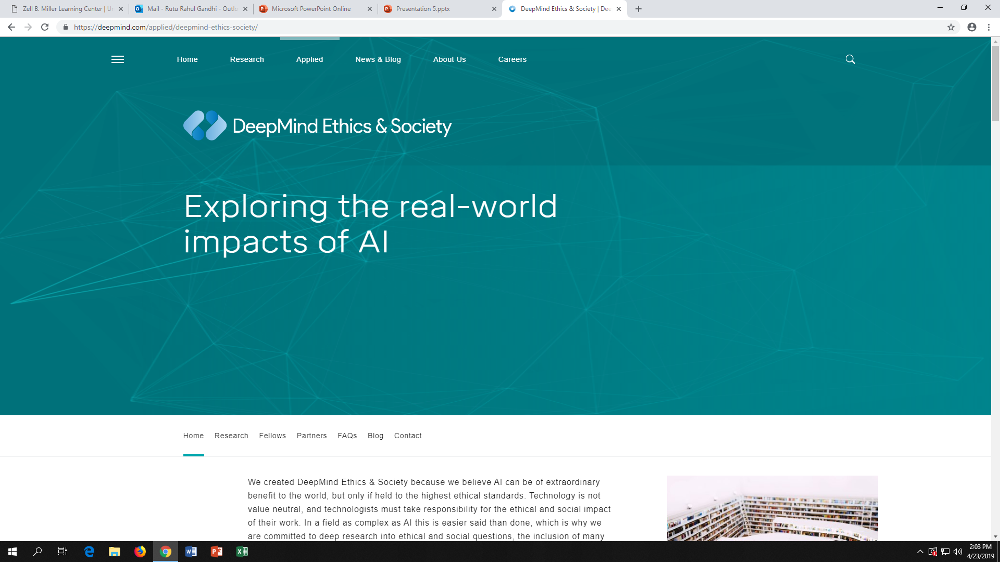 Zell B. Miller Learning Center | Un
Mail - Rutu Rahul Gandhi - Outlo
Microsoft PowerPoint Online
Presentation 5.pptx
DeepMind Ethics & Society | Dee
https://deepmind.com/applied/deepmind-ethics-society/
Home Research Applied News & Blog About Us Careers
DeepMind Ethics & Society
Exploring the real-world
impacts of AI
Home Research Fellows Partners FAQs Blog Contact
We created DeepMind Ethics & Society because we believe AI can be of extraordinary
benefit to the world, but only if held to the highest ethical standards. Technology is not
value neutral, and technologists must take responsibility for the ethical and social impact
of their work. In a field as complex as AI this is easier said than done, which is why we
are committed to deep research into ethical and social questions, the inclusion of many
2:03 PM
4/23/2019